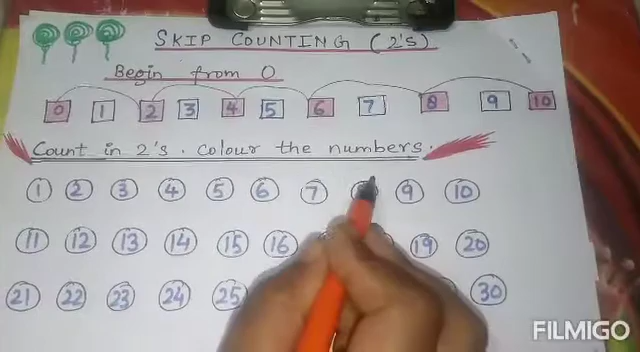 SKIP COUNTING (2's)
Begin from 0
0 1 2 3 4 5 6 7 8 9 10
Count in 2's. Colour the numbers.
1 2 3 4 5 6 7 9 10
11 12 13 14 15 16 19 20
21 22 23 24 25 30
FILMIGO